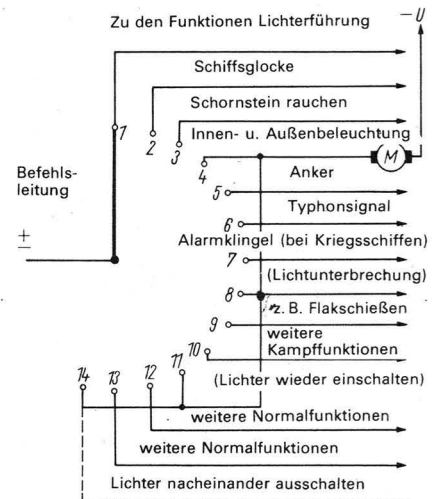 Zu den Funktionen Lichterführung
–U
Schiffsglocke
Schornstein rauchen
1
2
3
Innen- u. Außenbeleuchtung
M
4
Anker
Befehls-
leitung
5
Typhonsignal
6
±
Alarmklingel (bei Kriegsschiffen)
7
(Lichtunterbrechung)
8
z. B. Flakschießen
9
weitere
Kampffunktionen
10
11
12
13
14
(Lichter wieder einschalten)
weitere Normalfunktionen
weitere Normalfunktionen
Lichter nacheinander ausschalten